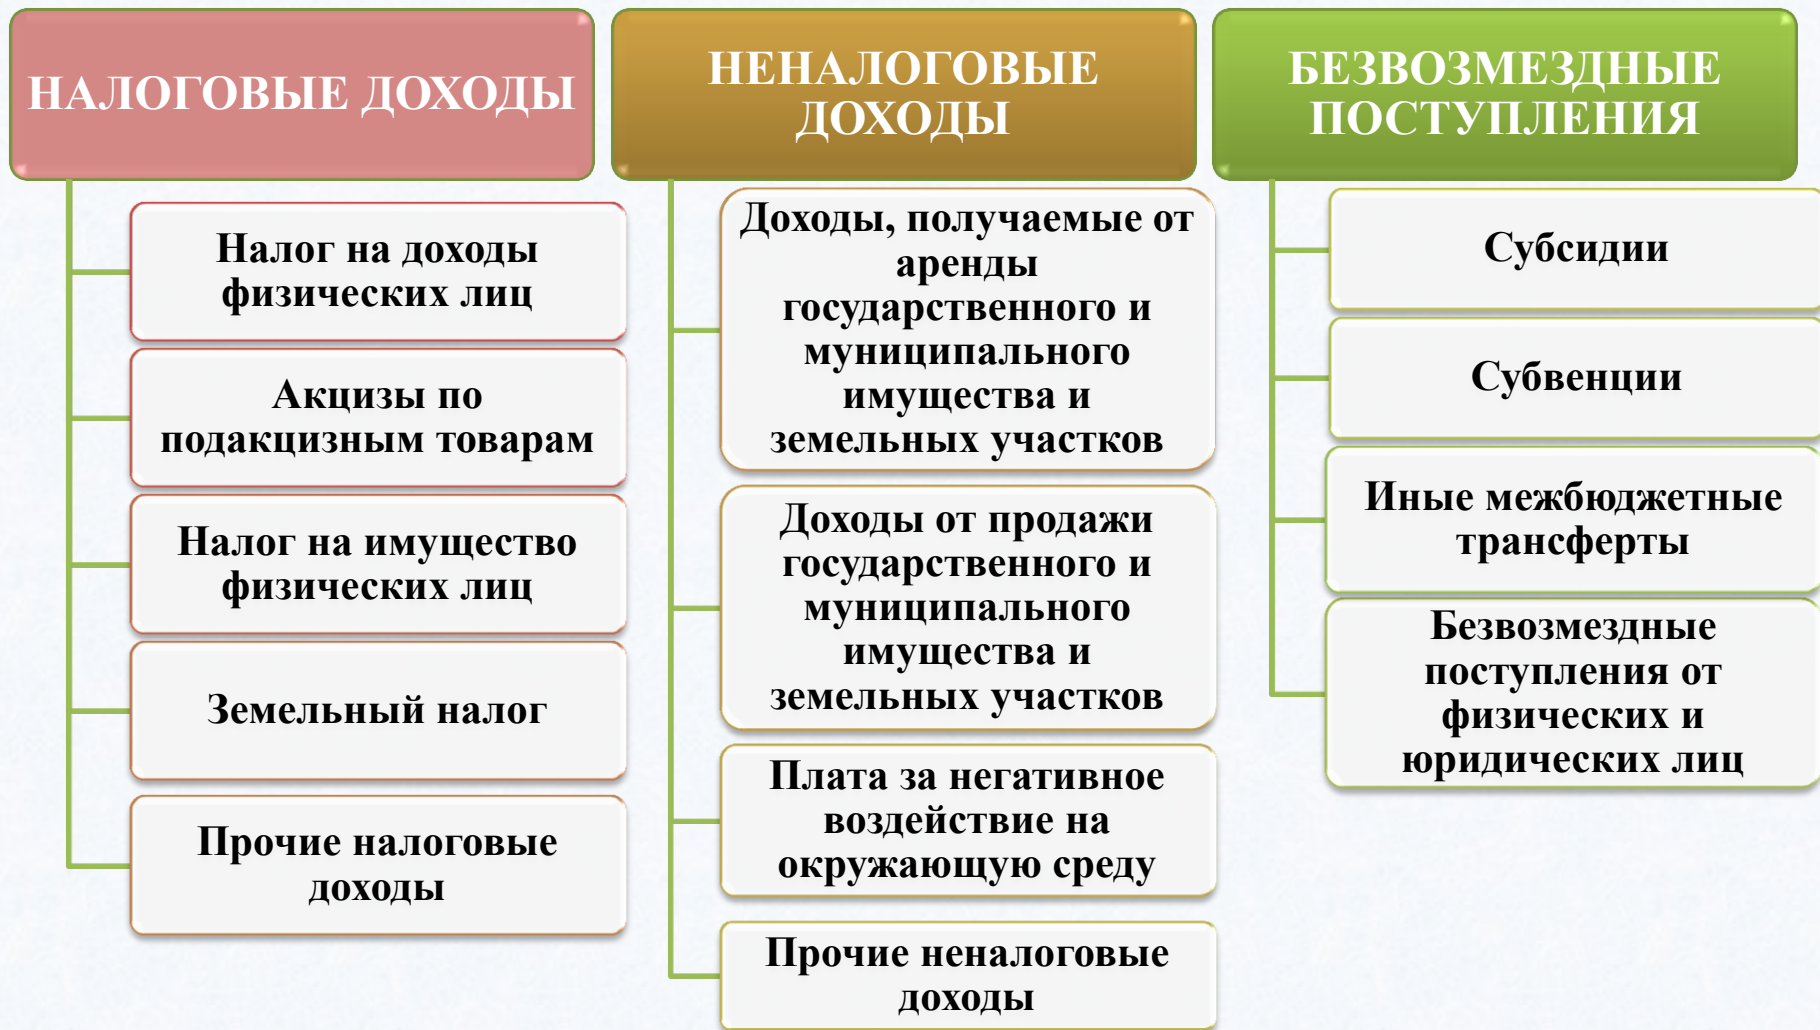 НАЛОГОВЫЕ ДОХОДЫ
Налог на доходы
физических лиц
Акцизы по
подакцизным товарам
Налог на имущество
физических лиц
Земельный налог
Прочие налоговые
доходы
НЕНАЛОГОВЫЕ
ДОХОДЫ
Доходы, получаемые от
аренды
государственного и
муниципального
имущества и
земельных участков
Доходы от продажи
государственного и
муниципального
имущества и
земельных участков
Плата за негативное
воздействие на
окружающую среду
Прочие неналоговые
доходы
БЕЗВОЗМЕЗДНЫЕ
ПОСТУПЛЕНИЯ
Субсидии
Субвенции
Иные межбюджетные
трансферты
Безвозмездные
поступления от
физических и
юридических лиц